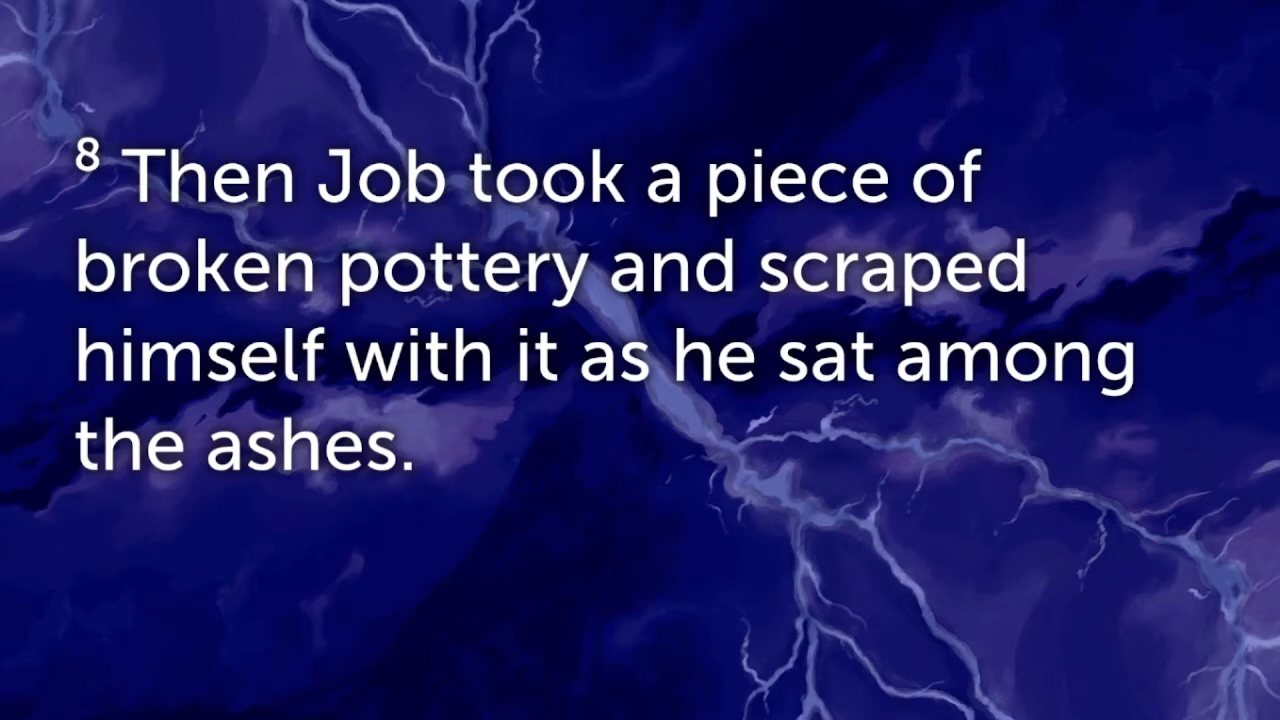 8 Then Job took a piece of
broken pottery and scraped
himself with it as he sat among
the ashes.